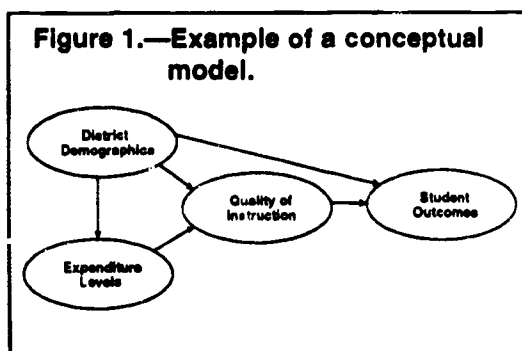 Figure 1.—Example of a conceptual
model.
District
Demographics
Quality of
Instruction
Student
Outcomes
Expenditure
Levels